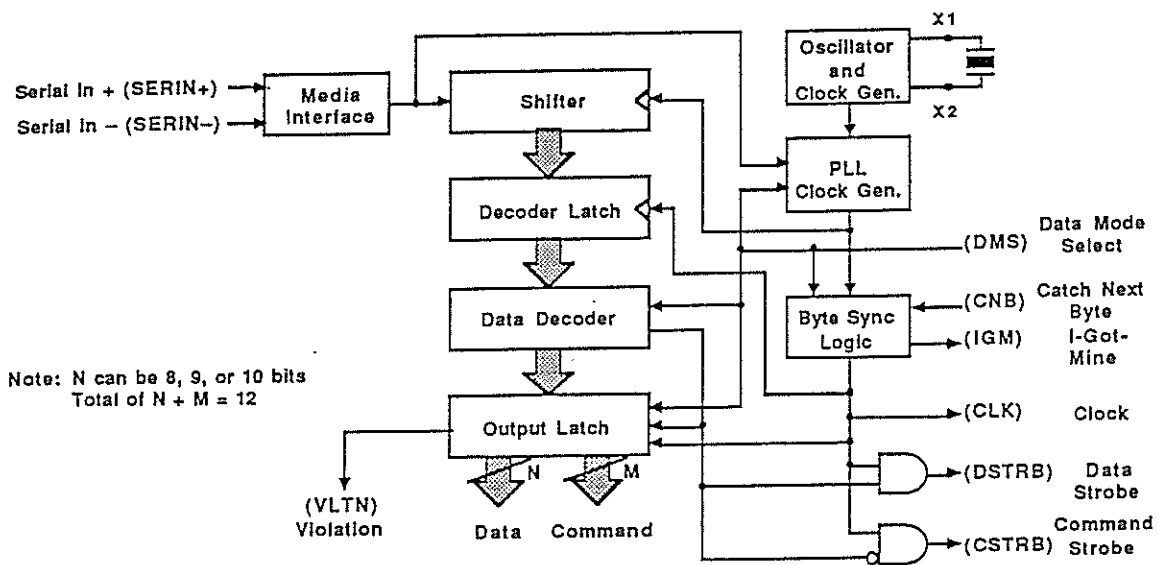 X1
Oscillator
and
Clock Gen.
X2
Serial In + (SERIN+)
Serial In – (SERIN–)
Media
Interface
Shifter
PLL
Clock Gen.
Decoder Latch
(DMS) Data Mode
Select
(CNB) Catch Next
Byte
(IGM) I-Got-
Mine
Byte Sync
Logic
Data Decoder
Note: N can be 8, 9, or 10 bits
Total of N + M = 12
Output Latch
(CLK) Clock
N
M
(VLTN)
Violation
Data
Command
(DSTRB) Data
Strobe
(CSTRB) Command
Strobe